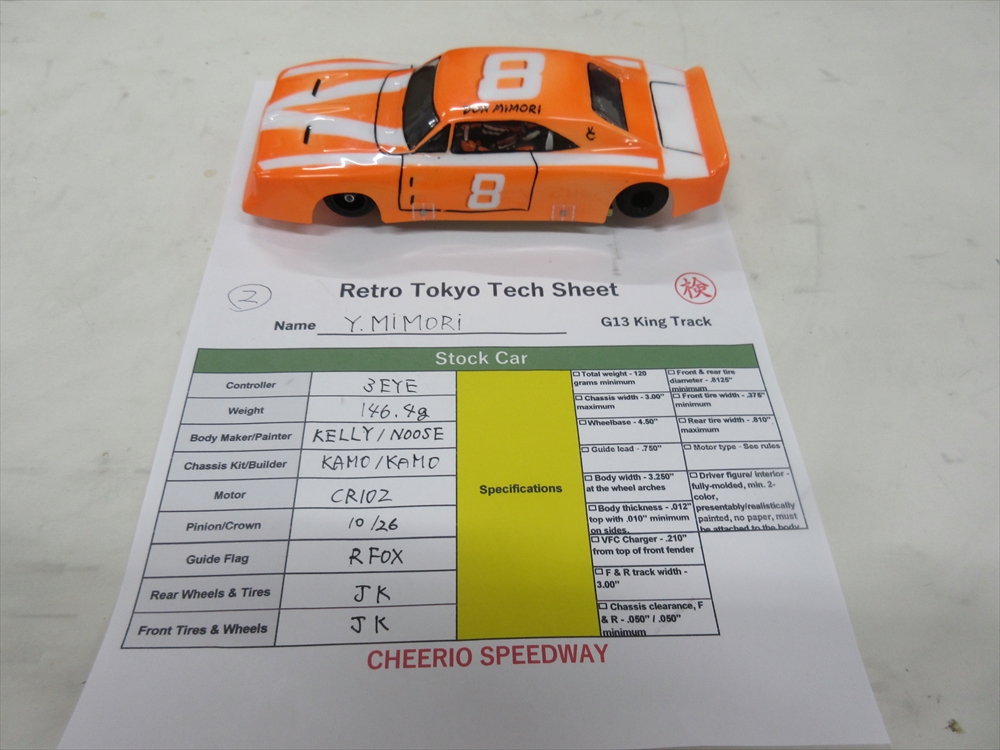 8
DON MIMORI
8
2
Retro Tokyo Tech Sheet
検
Name Y. MIMORI
G13 King Track
Stock Car
Controller 3EYE
Weight 146.4g
Body Maker/Painter KELLY/NOOSE
Chassis Kit/Builder KAMO/KAMO
Motor CR102
Pinion/Crown 10/26
Guide Flag RFOX
Rear Wheels & Tires JK
Front Tires & Wheels JK
Specifications
Total weight - 120
grams minimum
Chassis width - 3.00"
maximum
Wheelbase - 4.50"
Guide lead - .750"
Body width - 3.250"
at the wheel arches
Body thickness - .012"
top with .010" minimum
on sides.
VFC Charger - .210"
from top of front fender
F & R track width -
3.00"
Chassis clearance, F
& R - .050" / .050"
minimum
Front & rear tire
diameter - .8125"
minimum
Front tire width - .375"
minimum
Rear tire width - .810"
maximum
Motor type - See rules
Driver figure/ interior -
fully-molded, min. 2-
color,
presentably/realistically
painted, no paper, must
be attached to the body
CHEERIO SPEEDWAY